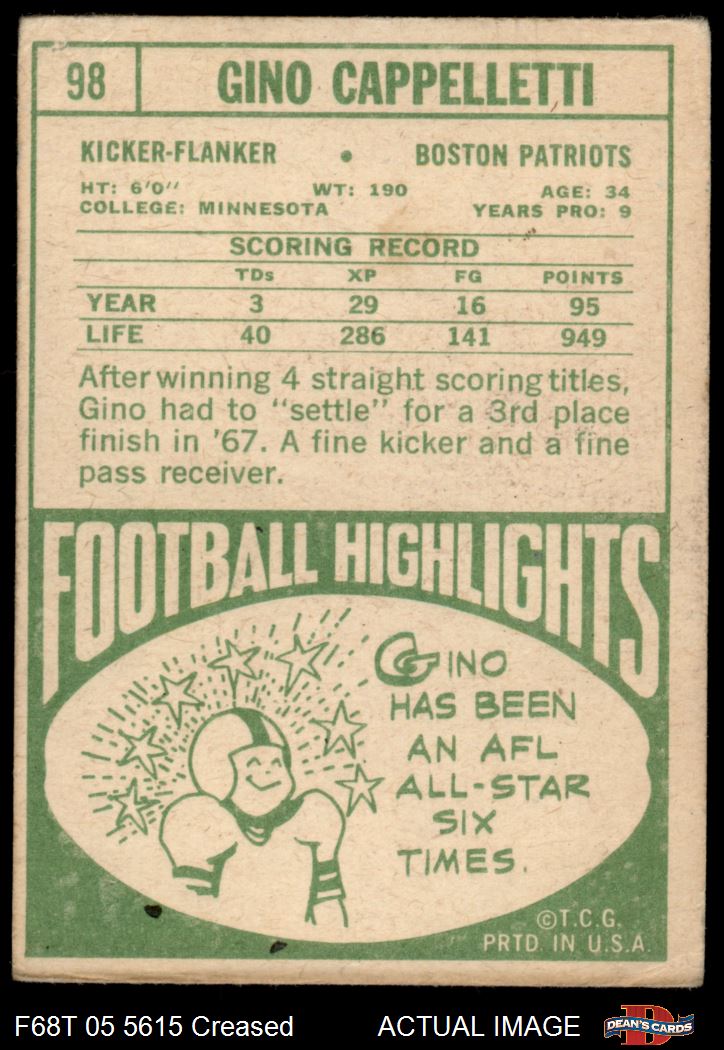 98 GINO CAPPELLETTI
KICKER-FLANKER • BOSTON PATRIOTS
HT: 6'0" WT: 190 AGE: 34
COLLEGE: MINNESOTA YEARS PRO: 9
SCORING RECORD
TDs XP FG POINTS
YEAR 3 29 16 95
LIFE 40 286 141 949
After winning 4 straight scoring titles,
Gino had to "settle" for a 3rd place
finish in '67. A fine kicker and a fine
pass receiver.
FOOTBALL HIGHLIGHTS
GINO
HAS BEEN
AN AFL
ALL-STAR
SIX
TIMES.
©T.C.G.
PRTD. IN U.S.A.
F68T 05 5615 Creased ACTUAL IMAGE DEAN'S CARDS